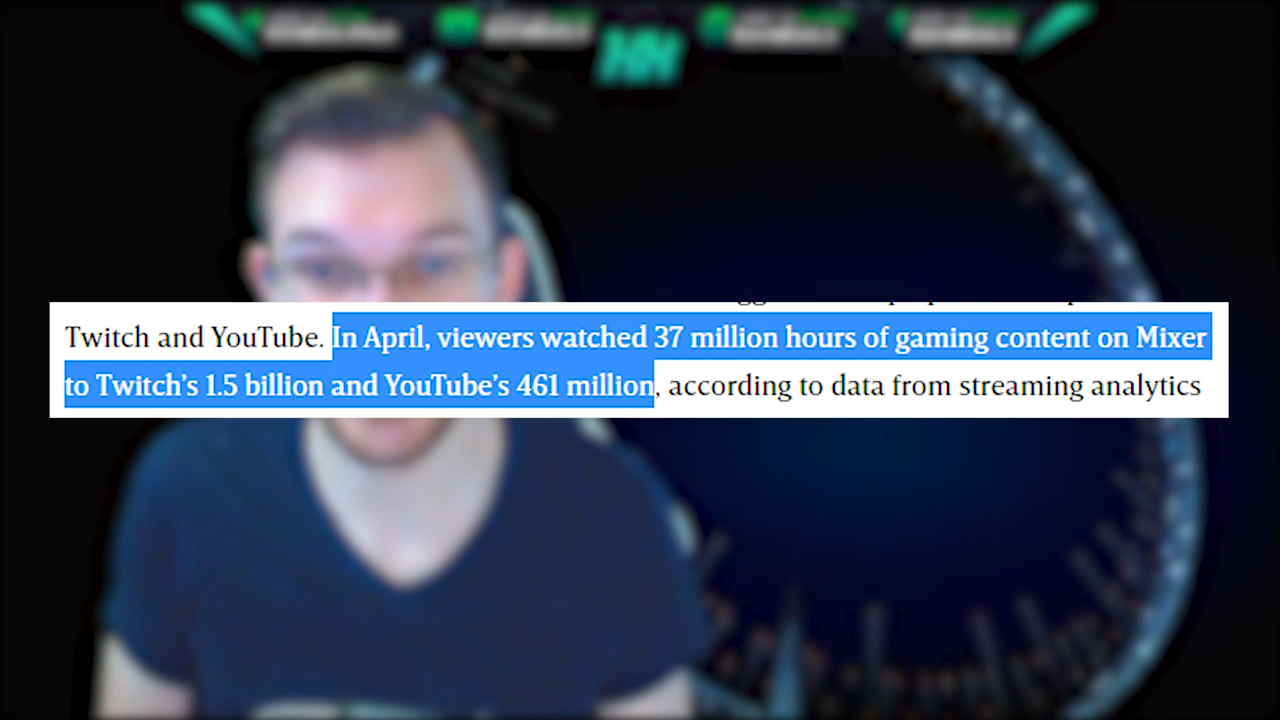 HH
Twitch and YouTube. In April, viewers watched 37 million hours of gaming content on Mixer
to Twitch’s 1.5 billion and YouTube’s 461 million, according to data from streaming analytics